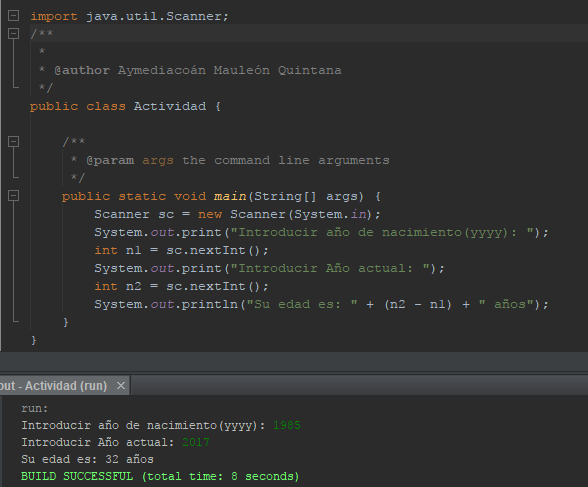 import java.util.Scanner;
/**
 *
 * @author Aymediacoán Mauleón Quintana
 */
public class Actividad {
    /**
     * @param args the command line arguments
     */
    public static void main(String[] args) {
        Scanner sc = new Scanner(System.in);
        System.out.print("Introducir año de nacimiento(yyyy): ");
        int n1 = sc.nextInt();
        System.out.print("Introducir Año actual: ");
        int n2 = sc.nextInt();
        System.out.println("Su edad es: " + (n2 - n1) + " años");
    }
}
out - Actividad (run) ×
run:
Introducir año de nacimiento(yyyy): 1985
Introducir Año actual: 2017
Su edad es: 32 años
BUILD SUCCESSFUL (total time: 8 seconds)